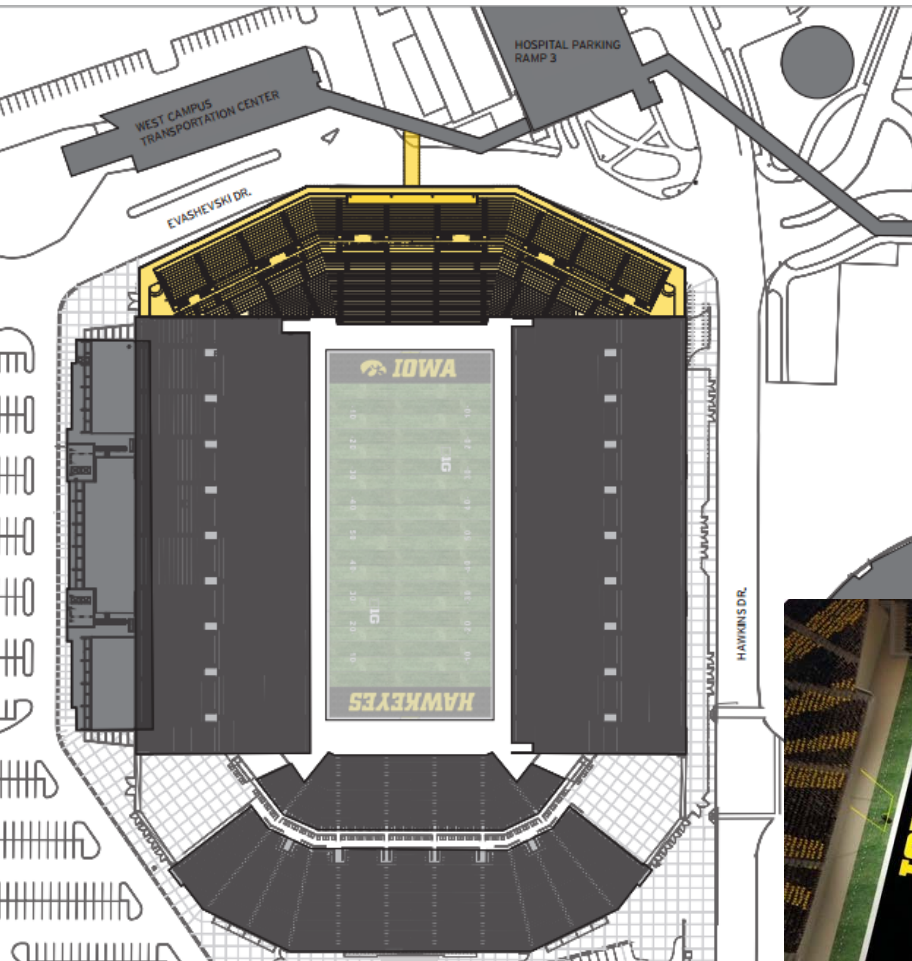 HOSPITAL PARKING
RAMP 3
WEST CAMPUS
TRANSPORTATION CENTER
EVASHEVSKI DR.
IOWA
HAWKINS DR.
HAWKEYES